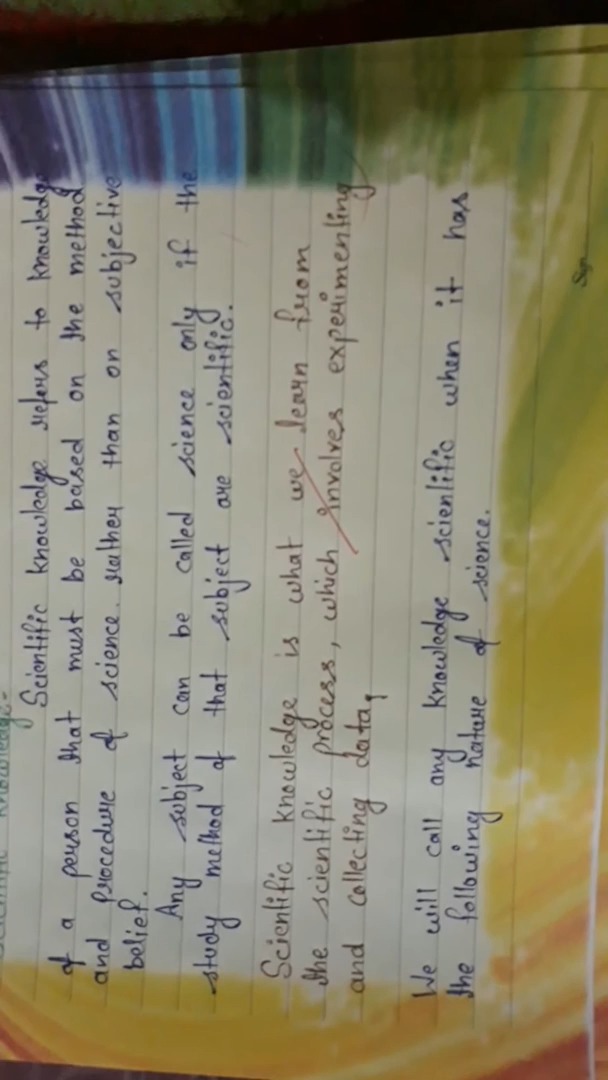 Scientific knowledge refers to knowledge
of a person that must be based on the method
and procedure of science. rather than on subjective
belief.
Any subject can be called science only if the
study method of that subject are scientific.
Scientific knowledge is what we learn from
the scientific process, which involves experimenting
and collecting data,
We will call any knowledge scientific when it has
the following nature of science.